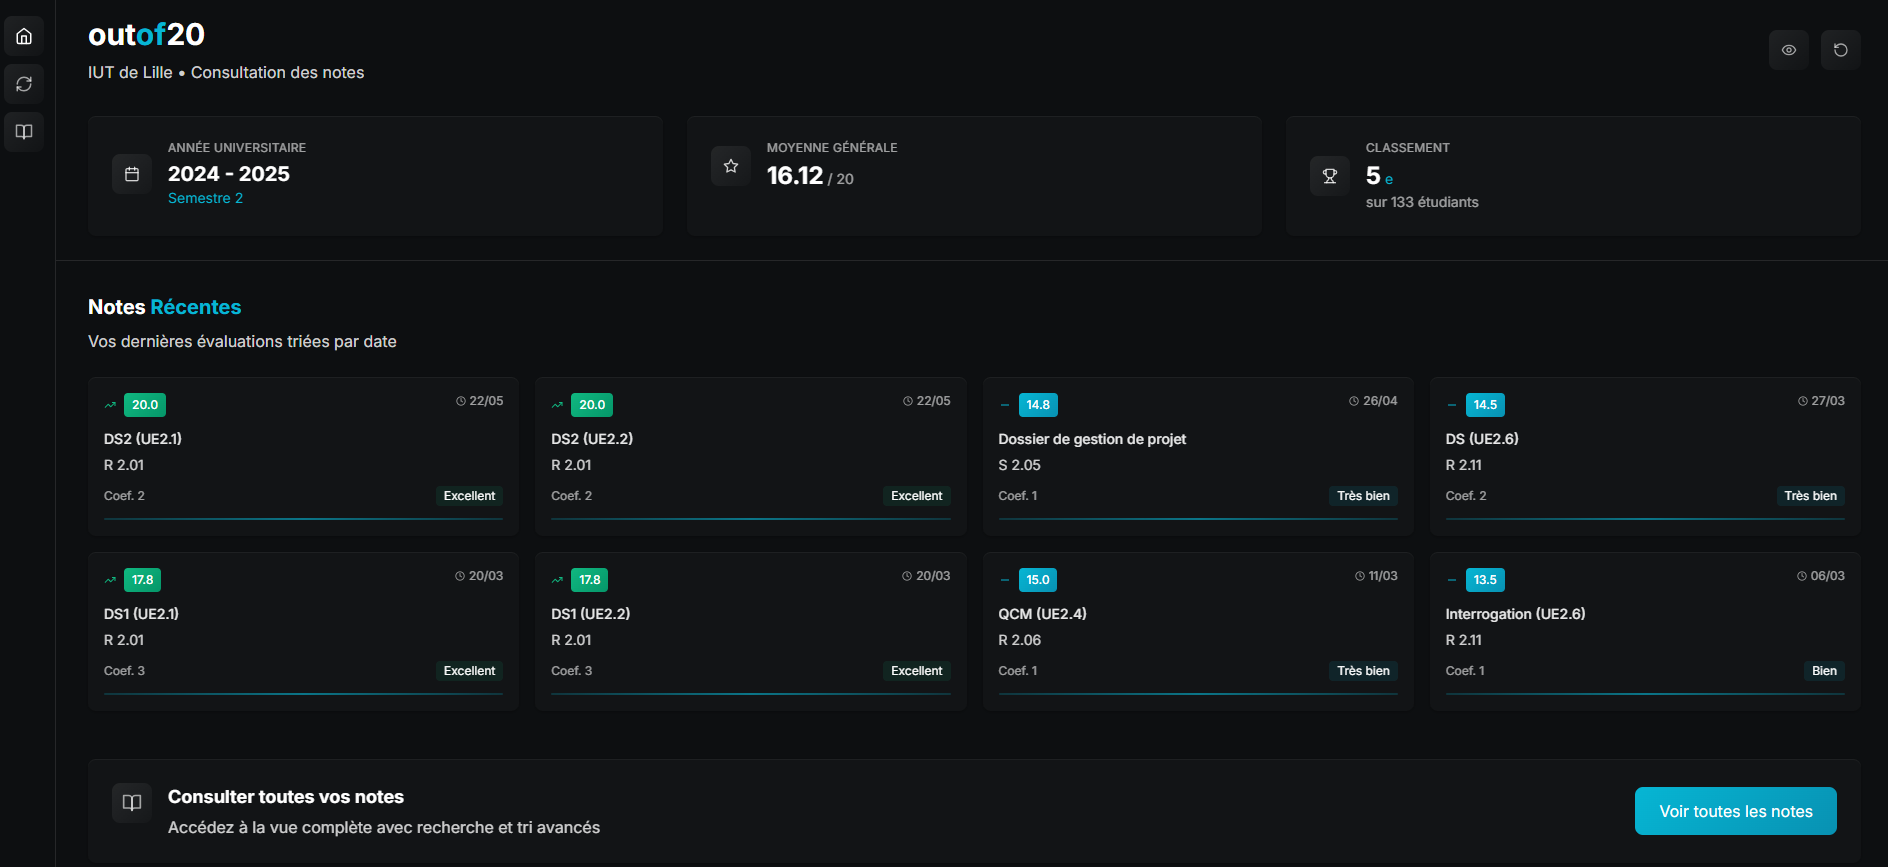 outof20
IUT de Lille • Consultation des notes
ANNÉE UNIVERSITAIRE
2024 - 2025
Semestre 2
MOYENNE GÉNÉRALE
16.12 / 20
CLASSEMENT
5 e
sur 133 étudiants
Notes Récentes
Vos dernières évaluations triées par date
20.0
22/05
DS2 (UE2.1)
R 2.01
Coef. 2
Excellent
20.0
22/05
DS2 (UE2.2)
R 2.01
Coef. 2
Excellent
14.8
26/04
Dossier de gestion de projet
S 2.05
Coef. 1
Très bien
14.5
27/03
DS (UE2.6)
R 2.11
Coef. 2
Très bien
17.8
20/03
DS1 (UE2.1)
R 2.01
Coef. 3
Excellent
17.8
20/03
DS1 (UE2.2)
R 2.01
Coef. 3
Excellent
15.0
11/03
QCM (UE2.4)
R 2.06
Coef. 1
Très bien
13.5
06/03
Interrogation (UE2.6)
R 2.11
Coef. 1
Bien
Consulter toutes vos notes
Accédez à la vue complète avec recherche et tri avancés
Voir toutes les notes